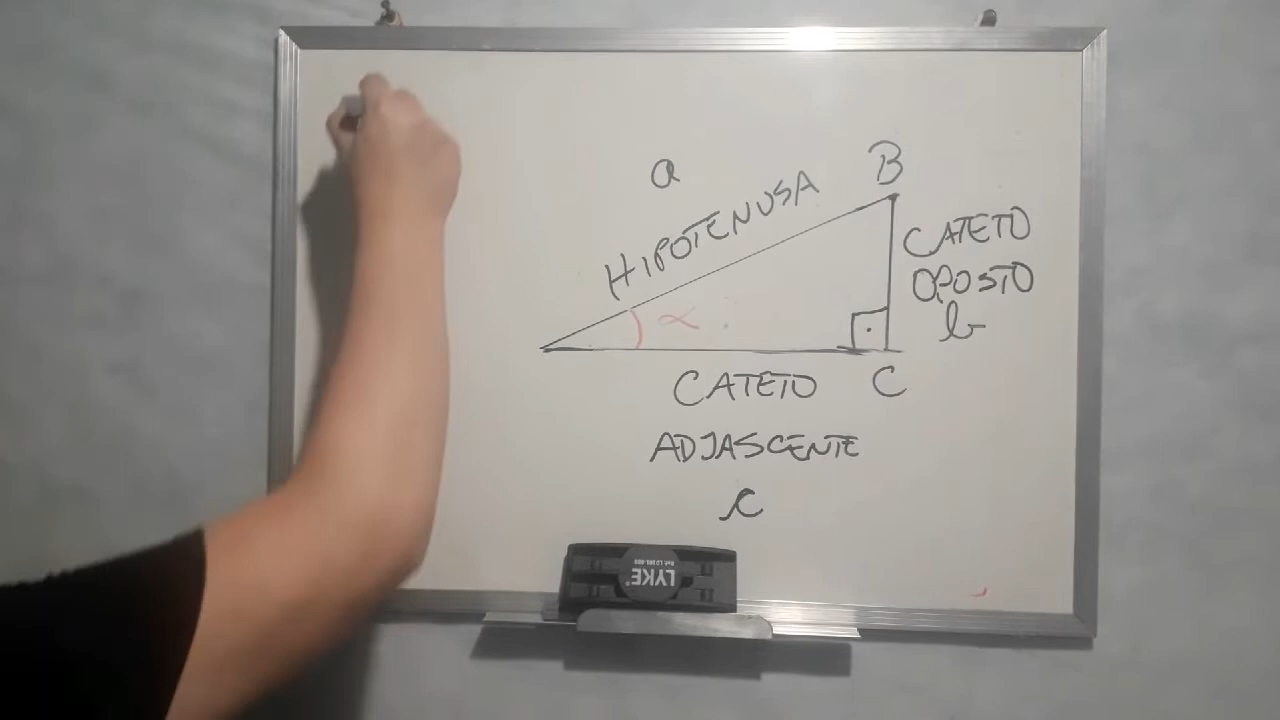 a
B
HIPOTENUSA
CATETO
OPOSTO
b
α
CATETO
C
ADJASCENTE
c
LYKE